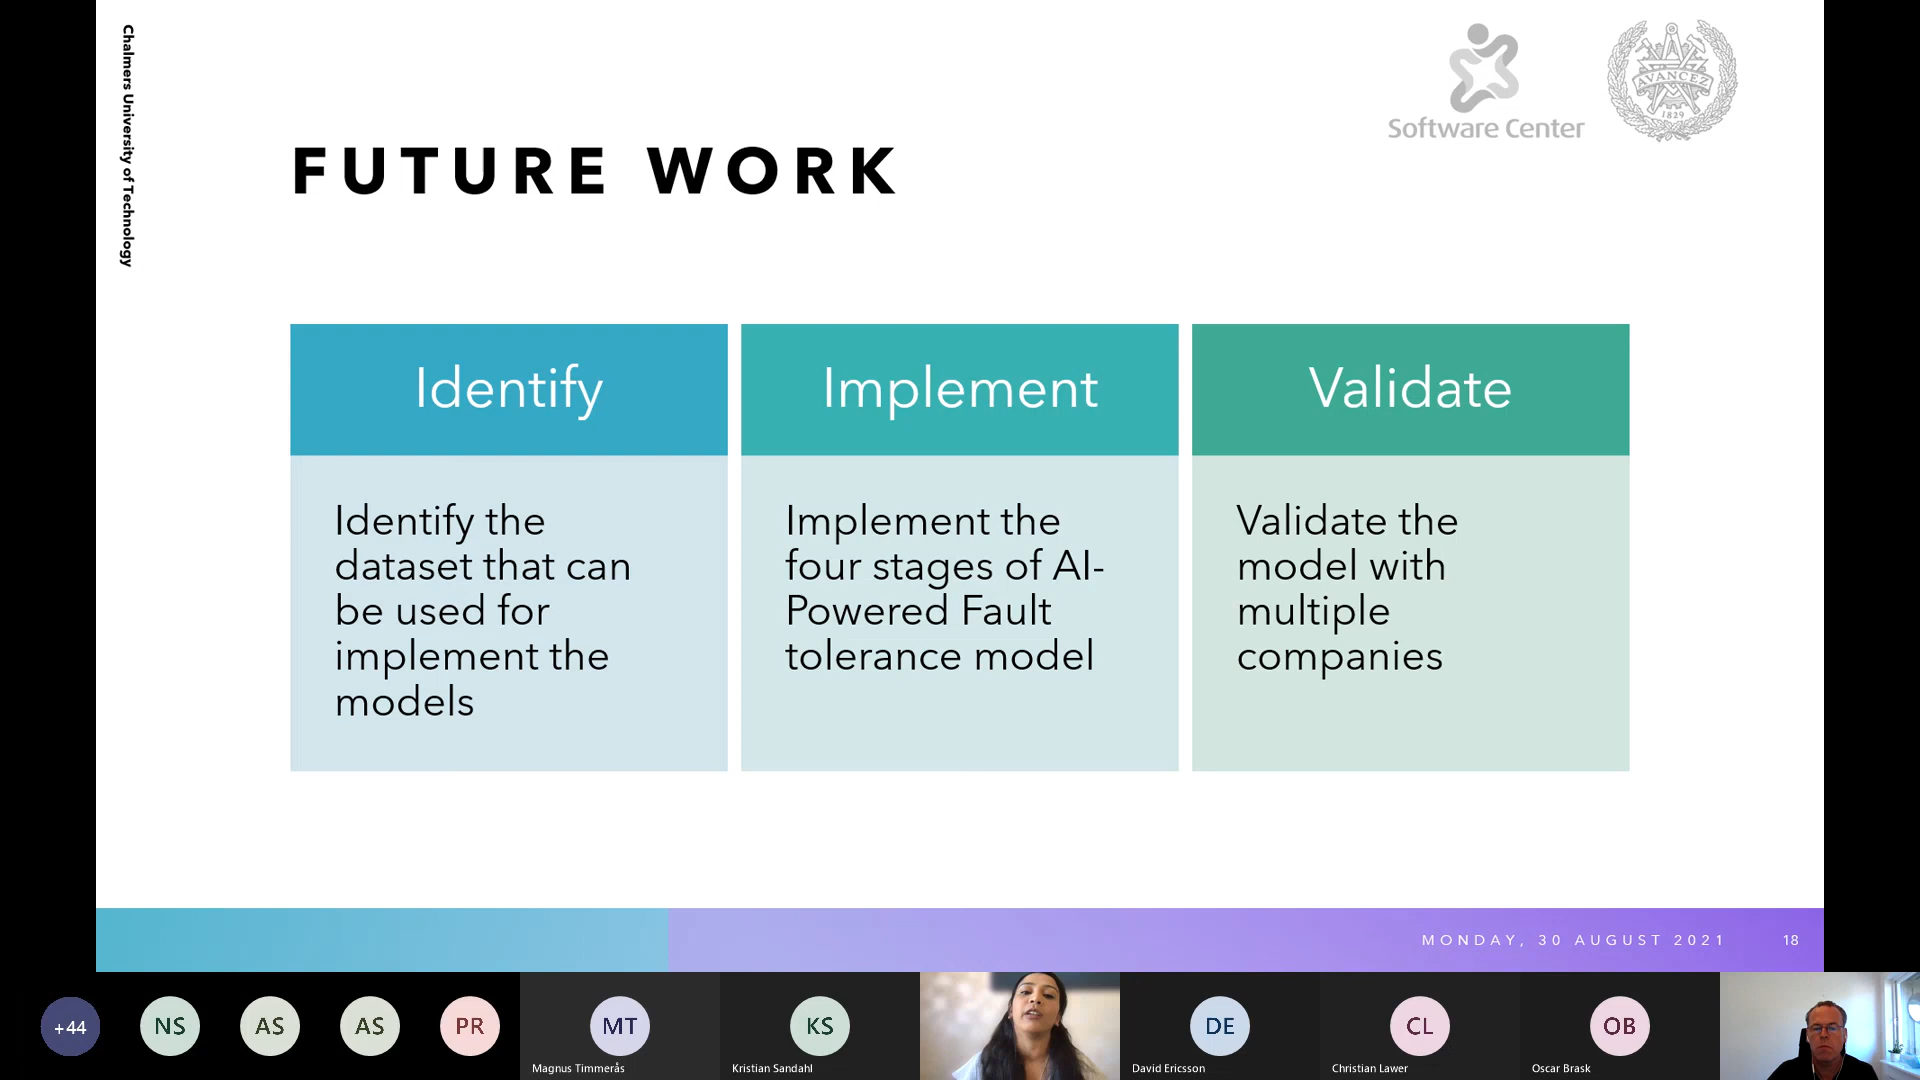 Chalmers University of Technology
Software Center
AVANCEZ
1829
FUTURE WORK
Identify
Identify the
dataset that can
be used for
implement the
models
Implement
Implement the
four stages of AI-
Powered Fault
tolerance model
Validate
Validate the
model with
multiple
companies
MONDAY, 30 AUGUST 2021
18
+44
NS
AS
AS
PR
MT
Magnus Timmerås
KS
Kristian Sandahl
DE
David Ericsson
CL
Christian Lawer
OB
Oscar Brask